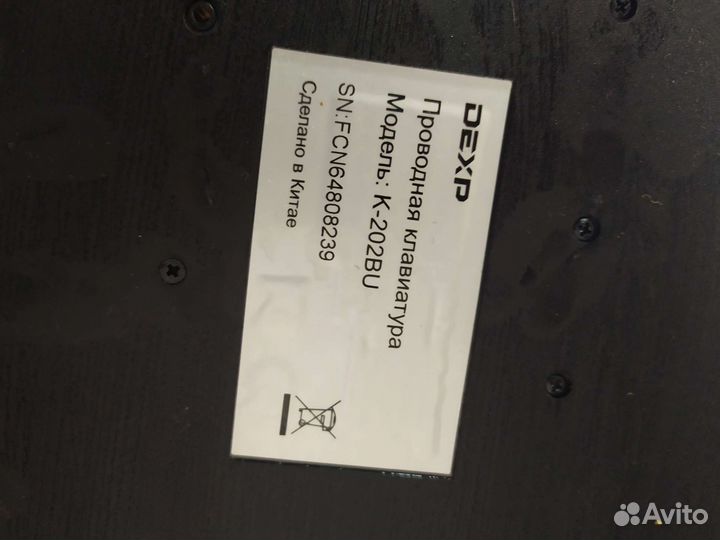 DEXP
Проводная клавиатура
Модель: K-202BU
SN:FCN64808239
Сделано в Китае
Avito